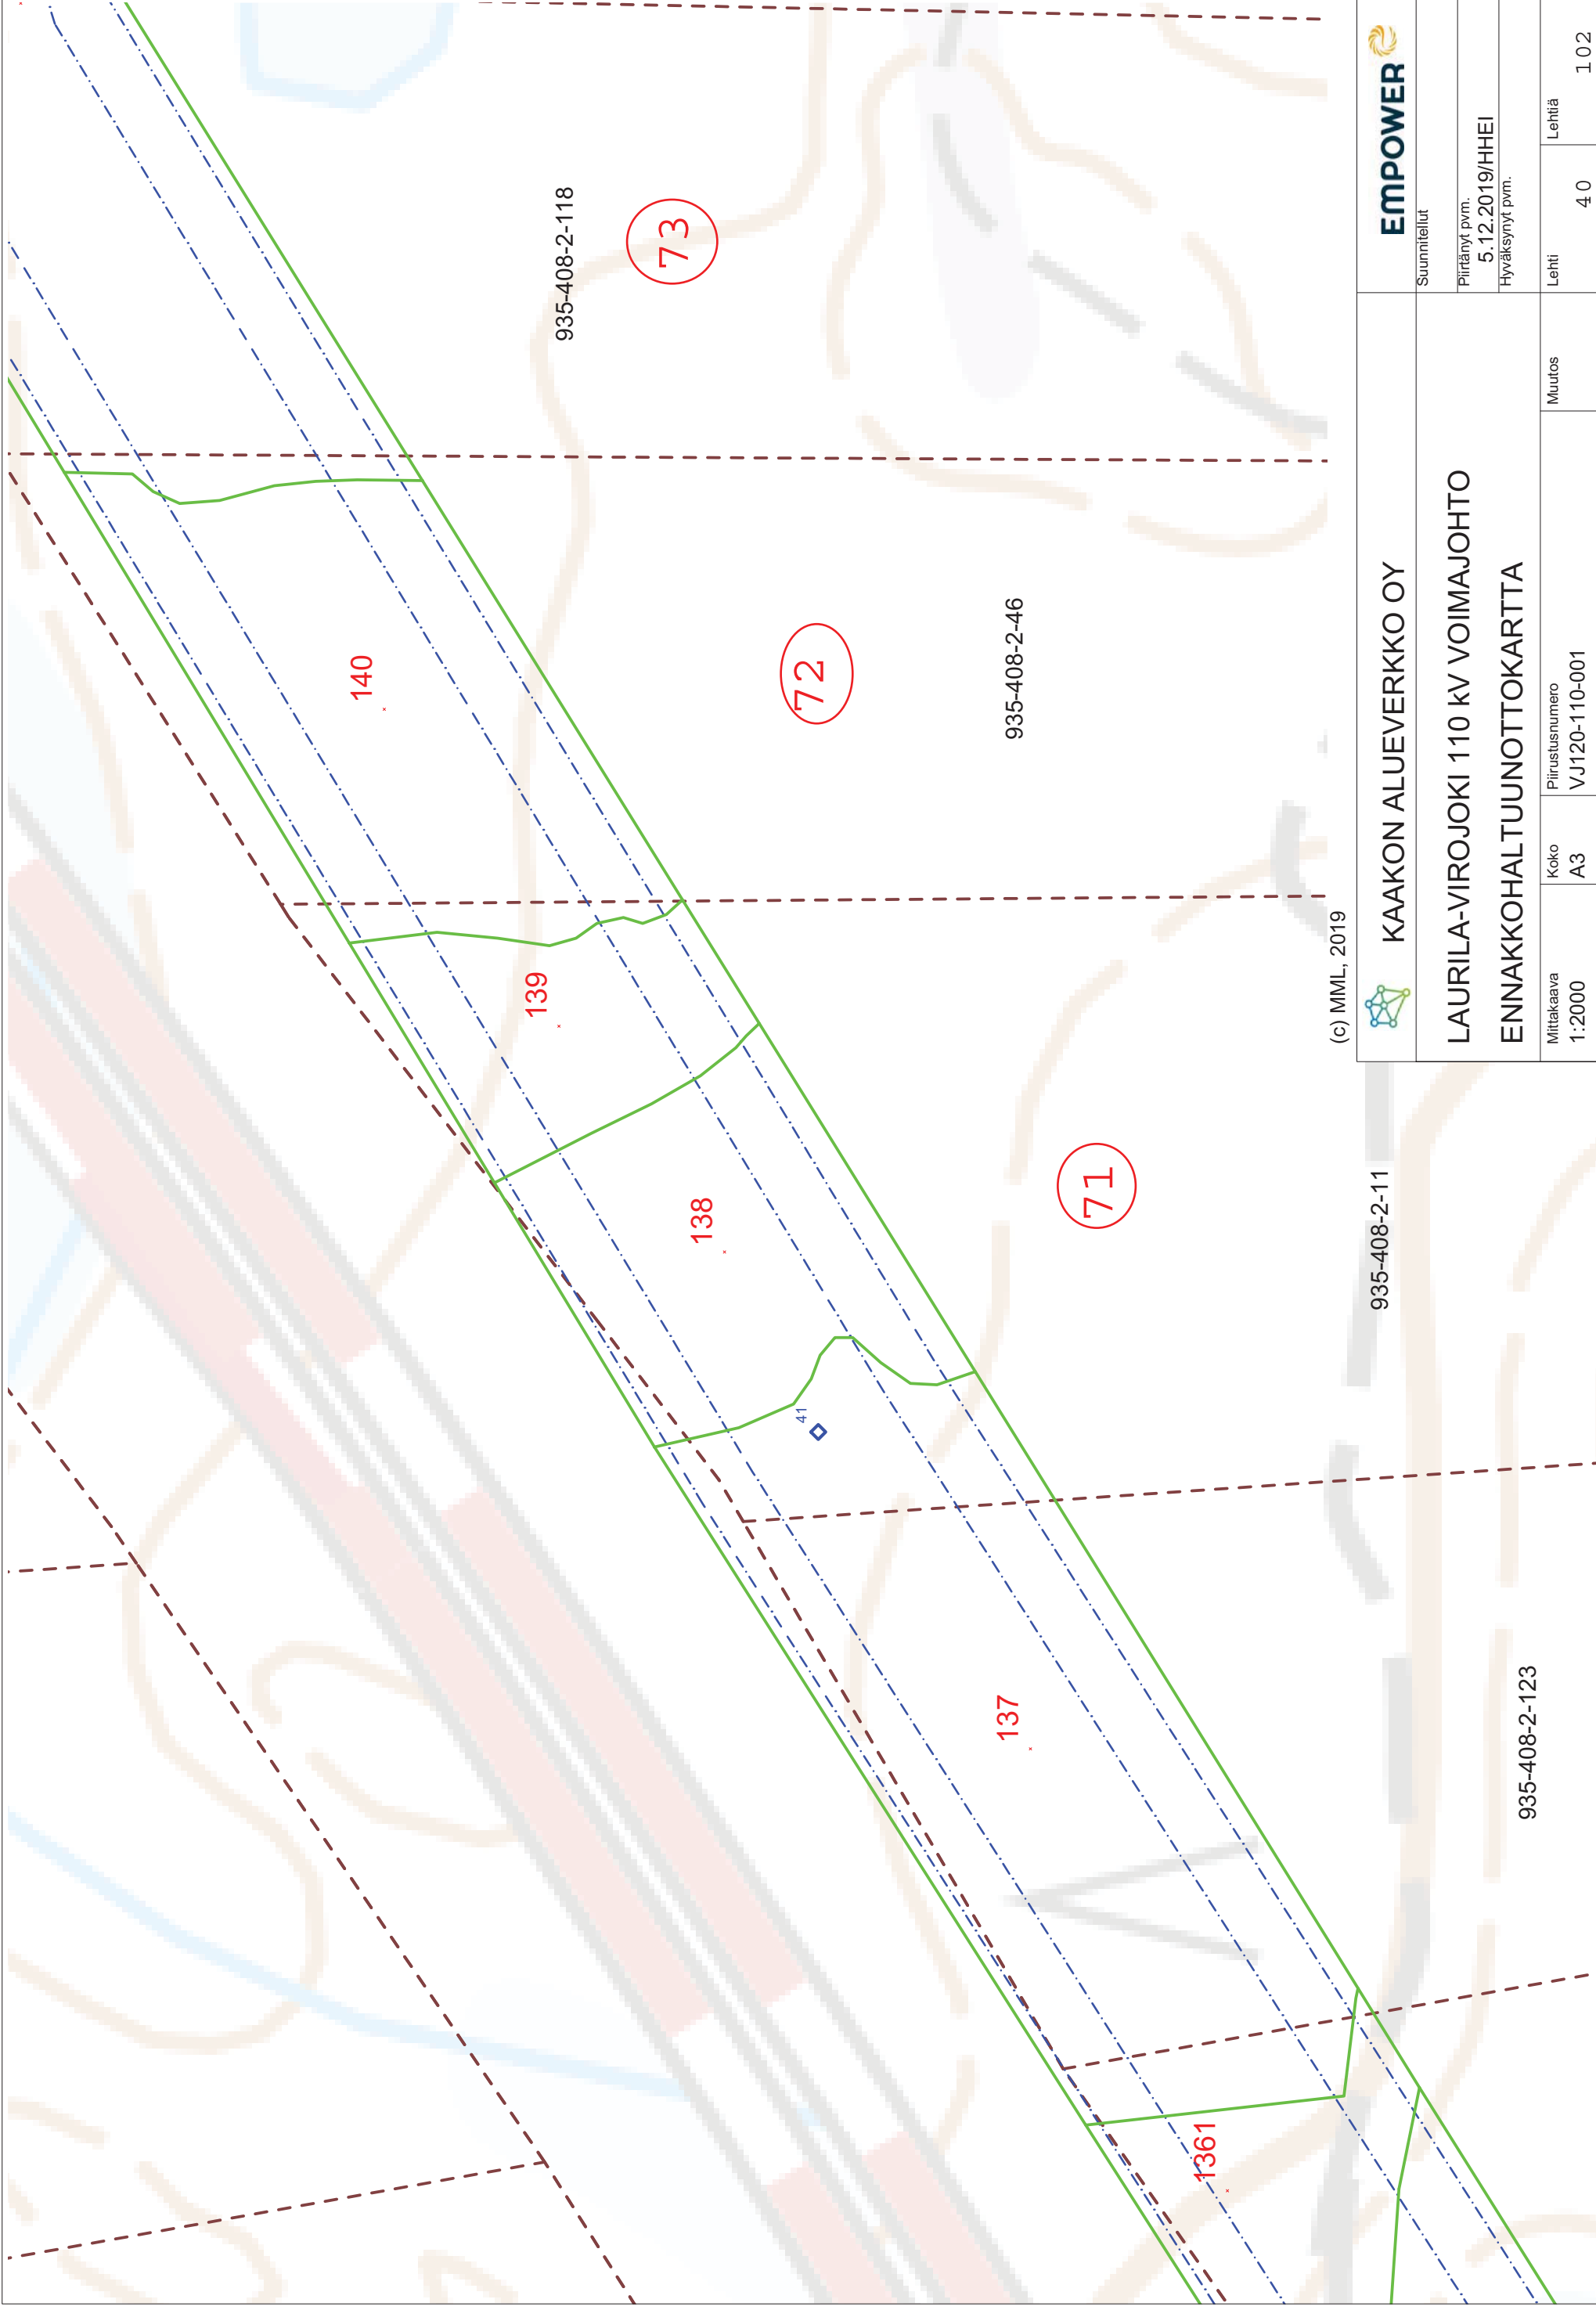 1361
137
41
138
139
140
935-408-2-118
73
72
935-408-2-46
71
935-408-2-11
935-408-2-123
(c) MML, 2019
KAAKON ALUEVERKKO OY
EMPOWER
LAURILA-VIROJOKI 110 kV VOIMAJOHTO
ENNAKKOHALTUUNOTTOKARTTA
Suunnitellut
Piirtänyt pvm.
5.12.2019/HHEI
Hyväksynyt pvm.
Mittakaava
1:2000
Koko
A3
Piirustusnumero
VJ120-110-001
Muutos
Lehti
40
Lehtiä
102